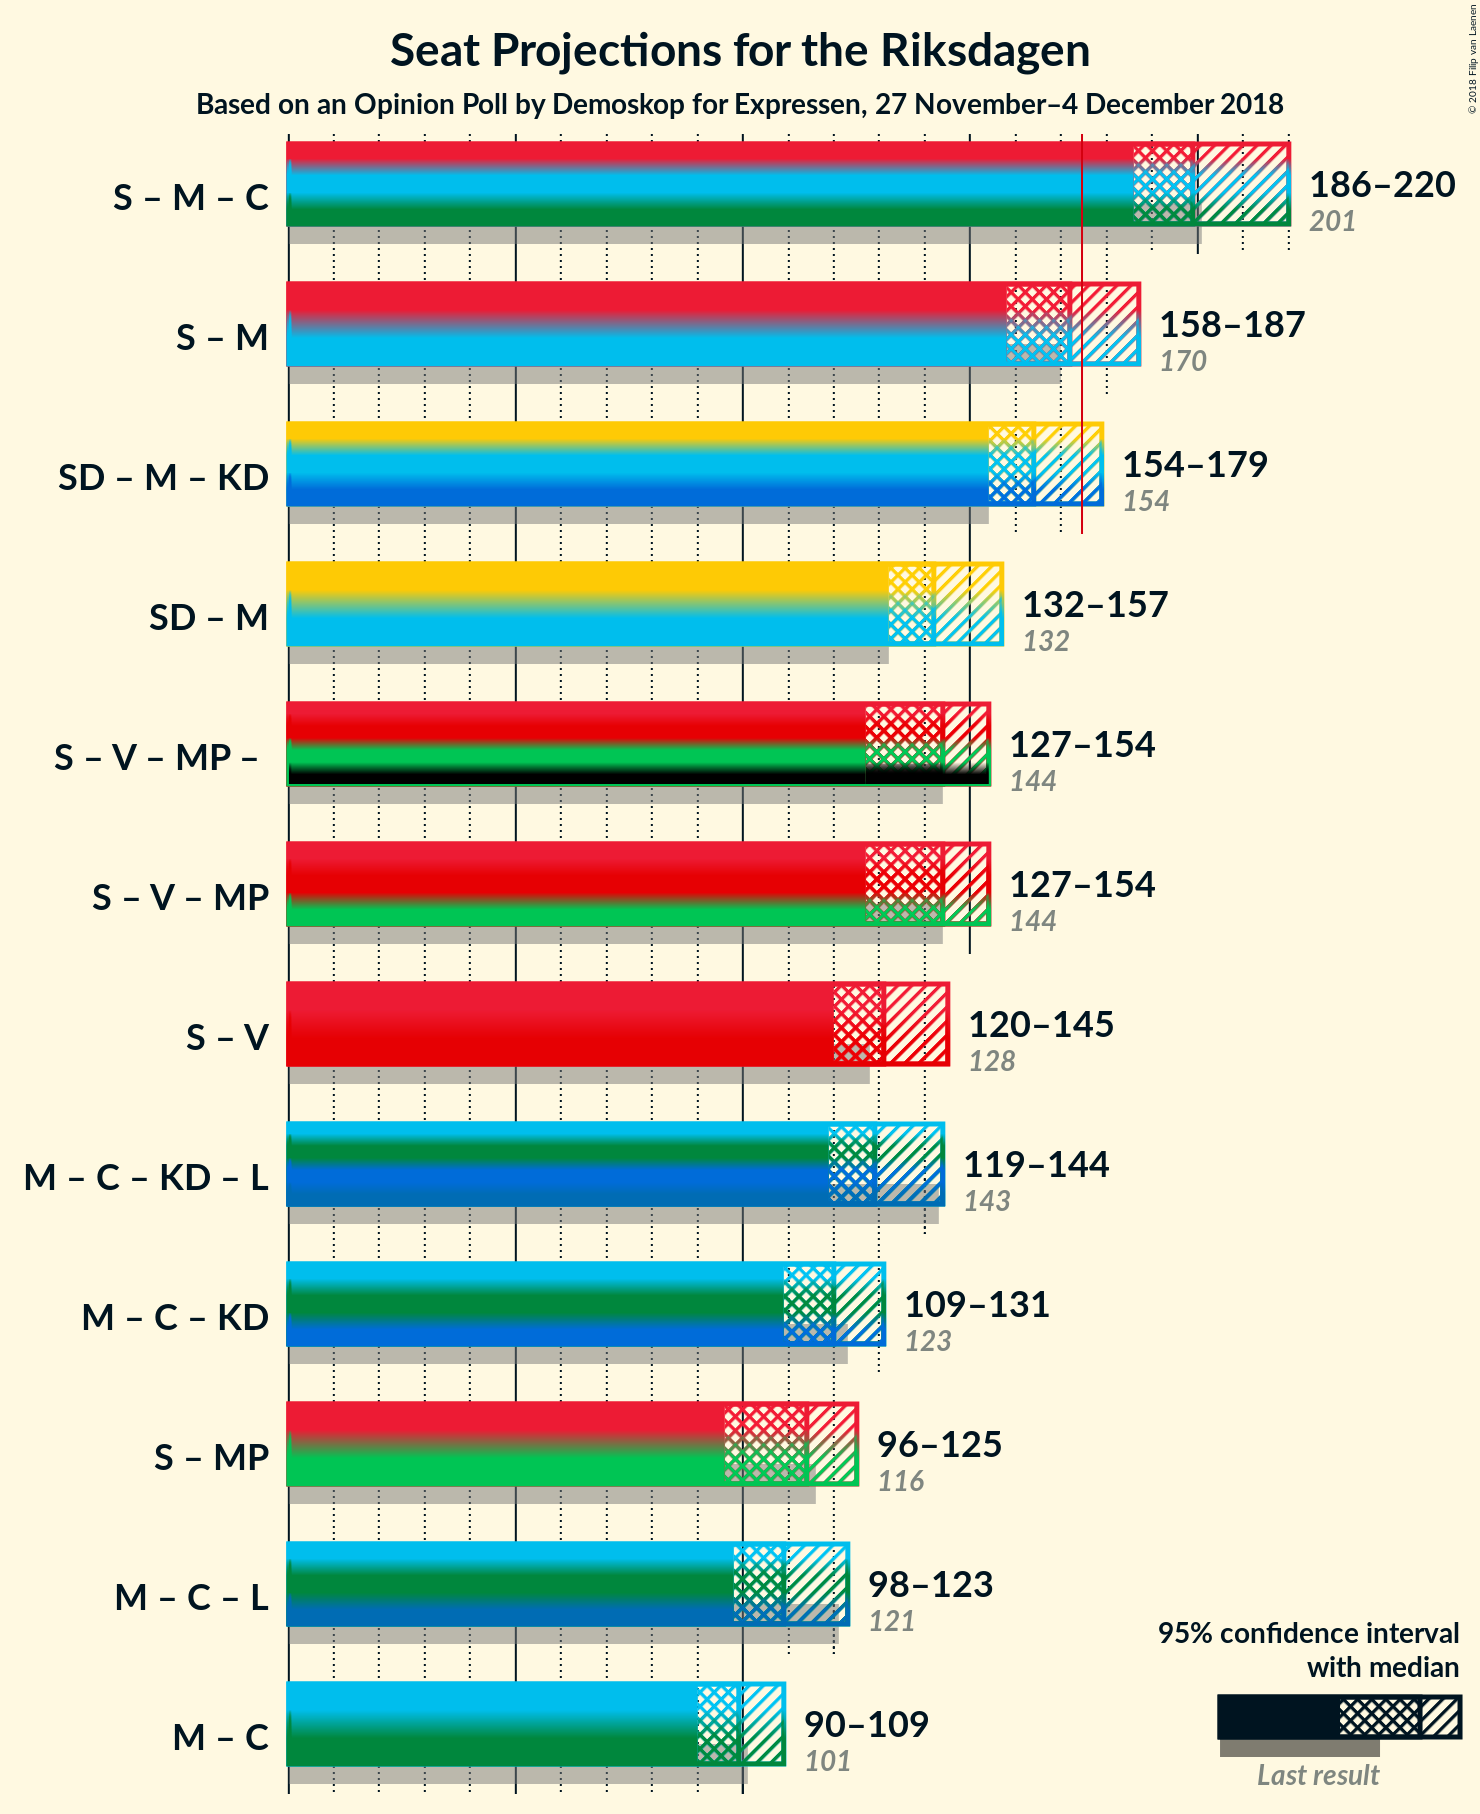 Seat Projections for the Riksdagen
Based on an Opinion Poll by Demoskop for Expressen, 27 November–4 December 2018
© 2018 Filip van Laenen
S – M – C
186–220
201
S – M
158–187
170
SD – M – KD
154–179
154
SD – M
132–157
132
S – V – MP –
127–154
144
S – V – MP
127–154
144
S – V
120–145
128
M – C – KD – L
119–144
143
M – C – KD
109–131
123
S – MP
96–125
116
M – C – L
98–123
121
M – C
90–109
101
95% confidence interval
with median
Last result